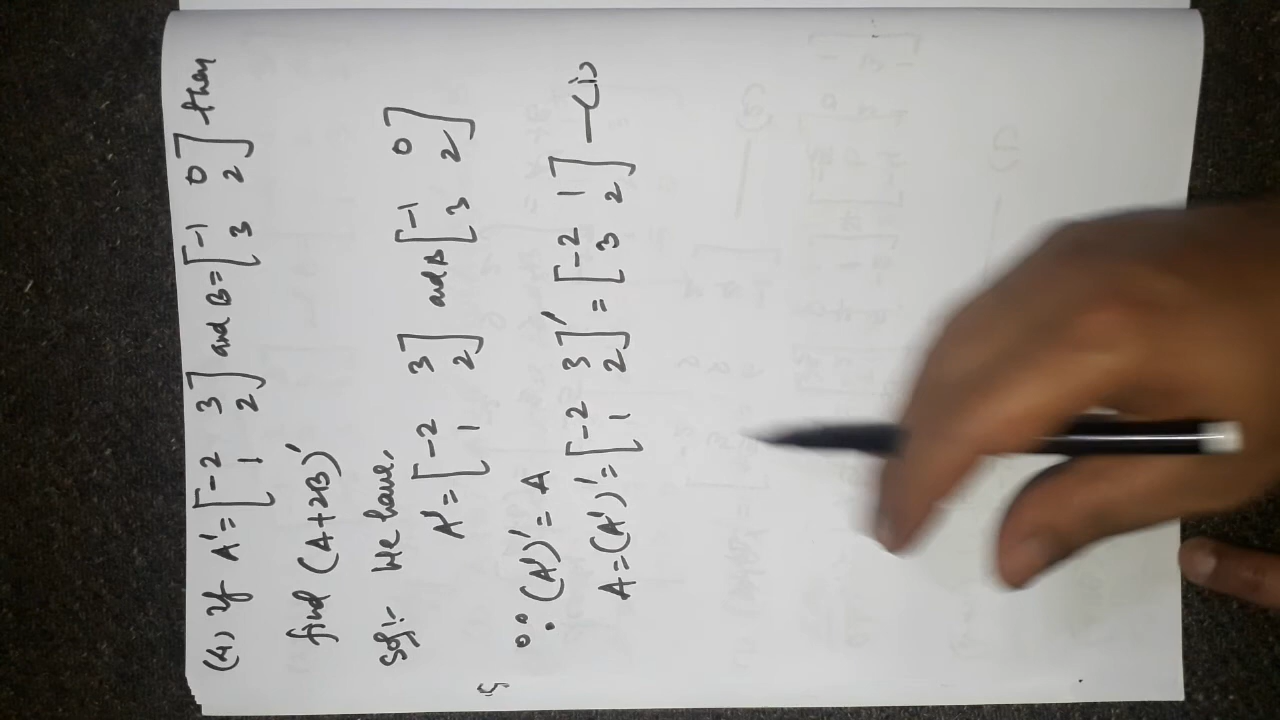 (4) If A' = [-2 3 1 2] and B = [-1 0 3 2] then
find (A+2B)'
Sol:- We have,
A' = [-2 3 1 2] and B [-1 0 3 2]
∵ (A')' = A
A = (A')' = [-2 3 1 2]' = [-2 1 3 2] —(i)